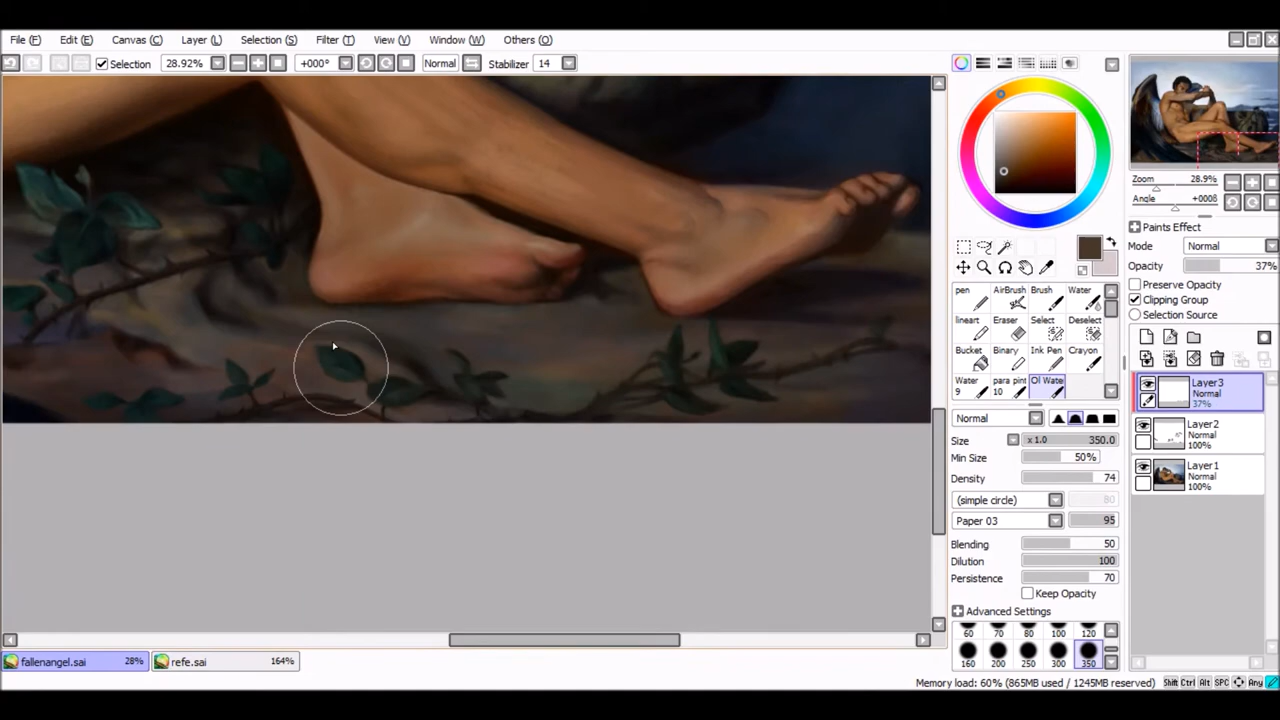 File (F) Edit (E) Canvas (C) Layer (L) Selection (S) Filter (T) View (V) Window (W) Others (O)
Selection 28.92% +000° Normal Stabilizer 14
Zoom 28.9%
Angle +000β
Paints Effect
Mode Normal
Opacity 37%
Preserve Opacity
Clipping Group
Selection Source
pen AirBrush Brush Water
lineart Eraser Select Deselect
Bucket Binary Ink Pen Crayon
Water 9 para pint 10 Ol Wate
Normal
Size x 1.0 350.0
Min Size 50%
Density 74
(simple circle) 80
Paper 03 95
Blending 50
Dilution 100
Persistence 70
Keep Opacity
Advanced Settings
60 70 80 100 120
160 200 250 300 350
Layer3
Normal
37%
Layer2
Normal
100%
Layer1
Normal
100%
fallenangel.sai 28% refe.sai 164%
Memory load: 60% (865MB used / 1245MB reserved) Shift Ctrl Alt SPC Any